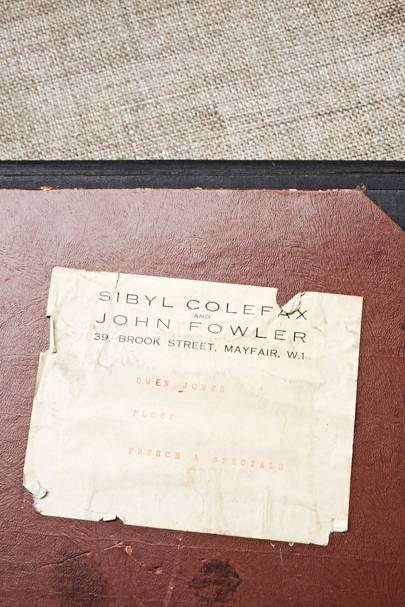 SIBYL COLEFAX
AND
JOHN FOWLER
39, BROOK STREET, MAYFAIR, W.1
OWEN JONES
FLOCK
FRENCH & SPECIALS